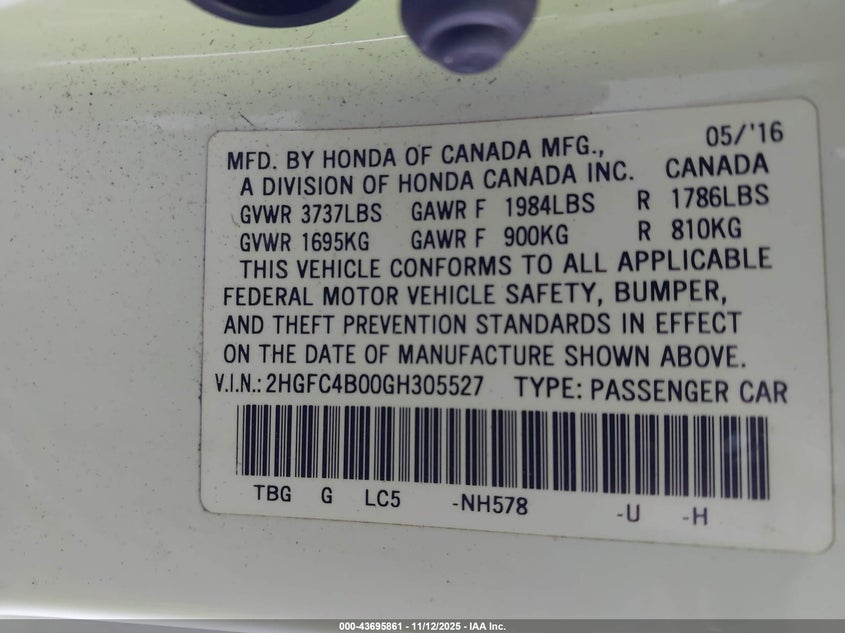 05/'16
MFD. BY HONDA OF CANADA MFG.,
A DIVISION OF HONDA CANADA INC. CANADA
GVWR 3737LBS GAWR F 1984LBS R 1786LBS
GVWR 1695KG GAWR F 900KG R 810KG
THIS VEHICLE CONFORMS TO ALL APPLICABLE
FEDERAL MOTOR VEHICLE SAFETY, BUMPER,
AND THEFT PREVENTION STANDARDS IN EFFECT
ON THE DATE OF MANUFACTURE SHOWN ABOVE.
V.I.N.: 2HGFC4B00GH305527 TYPE: PASSENGER CAR
TBG G LC5 -NH578 -U -H
000-43695861 - 11/12/2025 - IAA Inc.